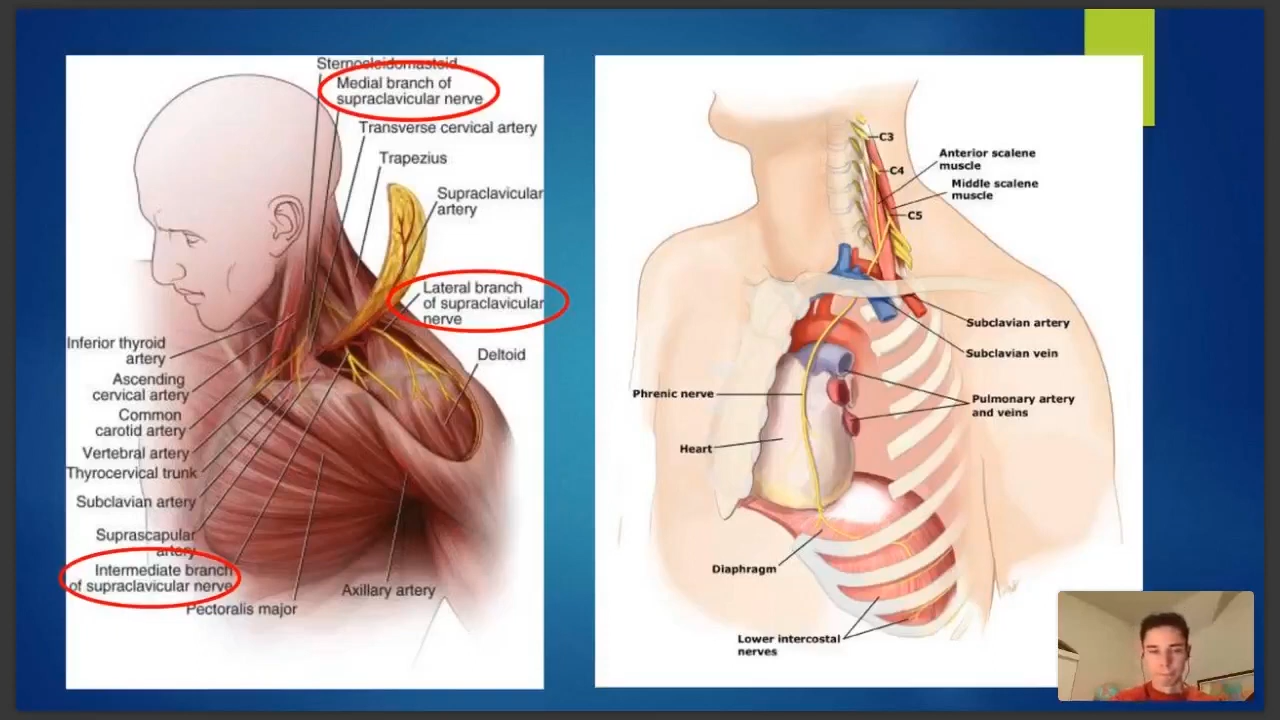 Sternocleidomastoid
Medial branch of
supraclavicular nerve
Transverse cervical artery
Trapezius
Supraclavicular
artery
Lateral branch
of supraclavicular
nerve
Deltoid
Inferior thyroid
artery
Ascending
cervical artery
Common
carotid artery
Vertebral artery
Thyrocervical trunk
Subclavian artery
Suprascapular
artery
Intermediate branch
of supraclavicular nerve
Pectoralis major
Axillary artery
C3
C4
C5
Anterior scalene
muscle
Middle scalene
muscle
Subclavian artery
Subclavian vein
Phrenic nerve
Pulmonary artery
and veins
Heart
Diaphragm
Lower intercostal
nerves